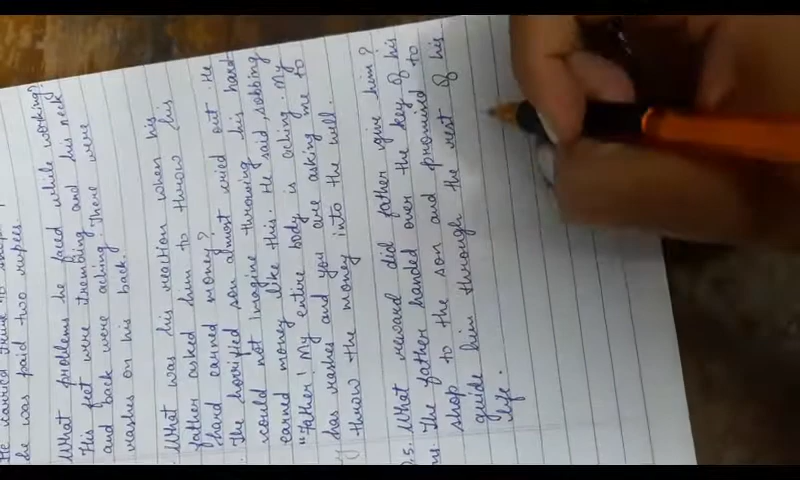 He carried
he was paid two rupees.
What problems he faced while working?
His feet were trembling and his neck
and back were aching. There were
rashes on his back.
What was his reaction when his
father asked him to throw his
hard earned money?
The horrified son almost cried out. He
could not imagine throwing his hard
earned money like this. He said, sobbing
"Father! My entire body is aching. My
has rashes and you are asking me to
throw the money into the well.
Q.5. What reward did father give him?
Ans. The father handed over the key of his
shop to the son and promised to
guide him through the rest of his
life.